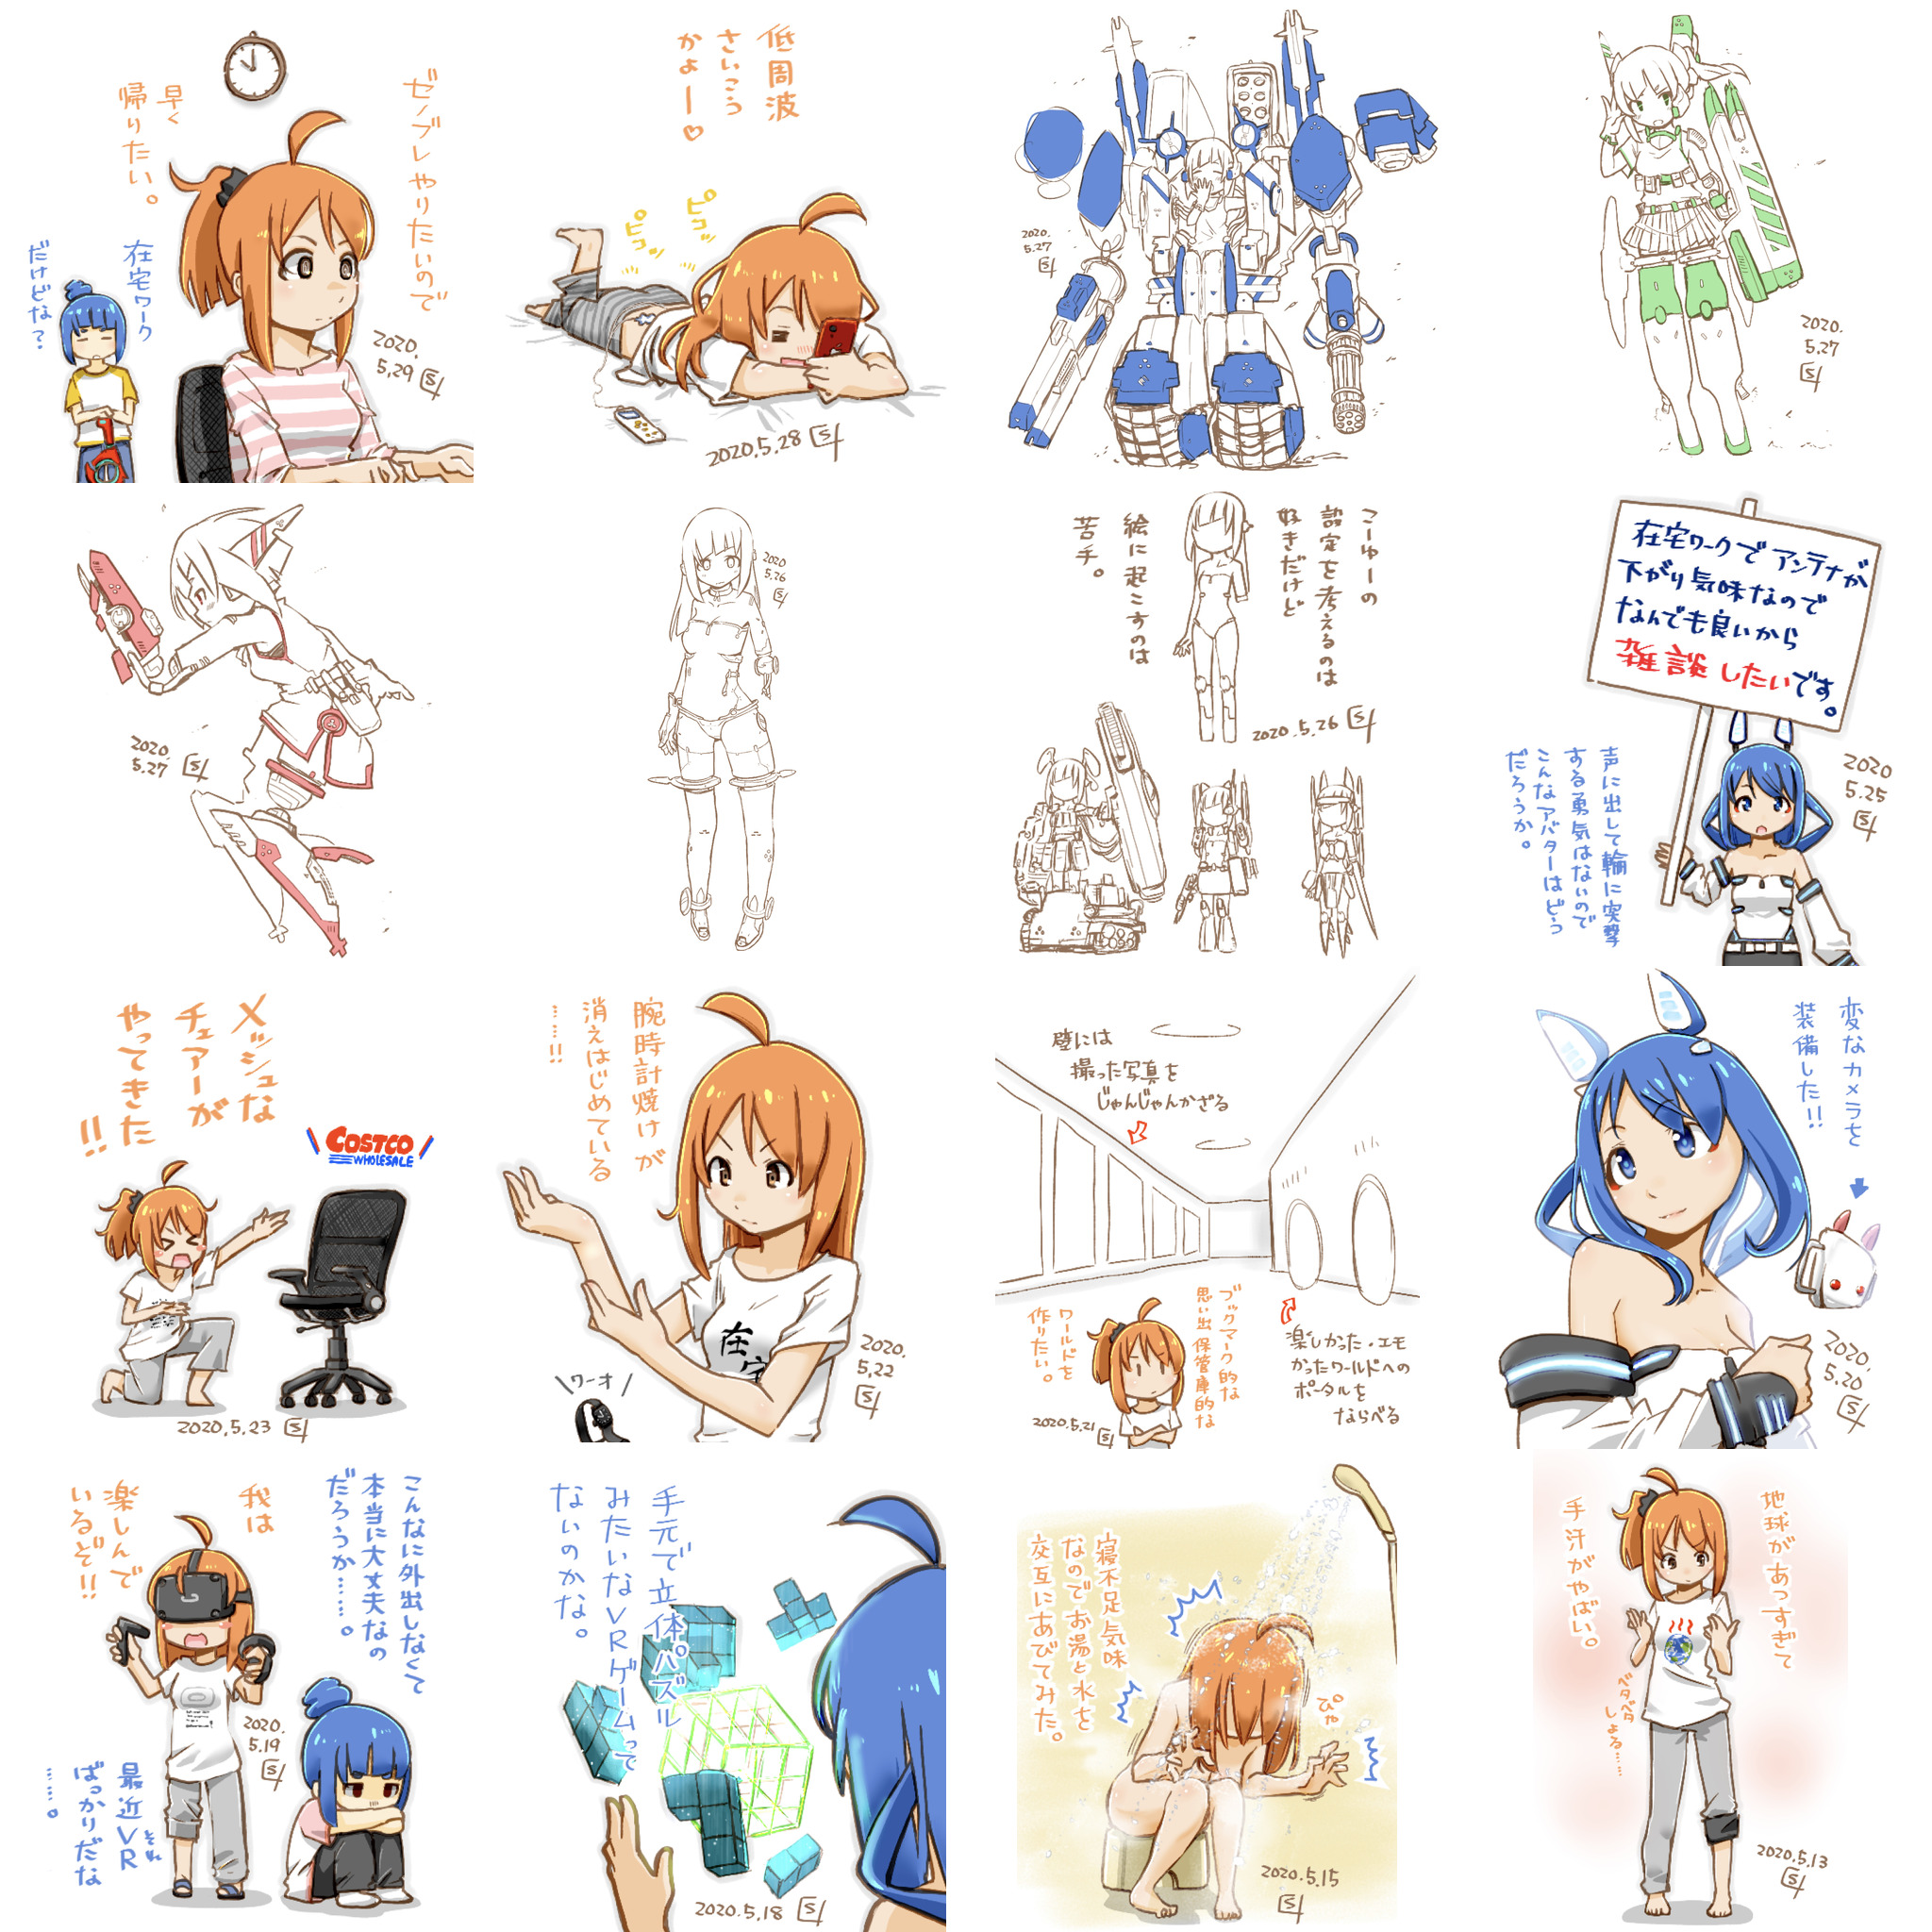 ゼノブレやりたいので
早く
帰りたい。
在宅ワーク
だけどな?
2020.
5.29
低周波
さいこう
かよー♡
ピコッ
ピコッ
2020.5.28
2020.
5.27
2020.
5.27
2020.
5.27
2020
5.26
こーゆーの
設定を考えるのは
好きだけど
絵に起こすのは
苦手。
2020.5.26
在宅ワークでアンテナが
下がり気味なので
なんでも良いから
雑談したいです。
声に出して輪に突撃
する勇気はないので
こんなアバターはどう
だろうか。
2020
5.25
メッシュな
チェアーが
やってきた
!!
COSTCO
WHOLESALE
2020.5.23
腕時計焼けが
消えはじめている
……!!
在宅
ワーオ
2020.
5.22
壁には
撮った写真を
じゃんじゃんかざる
ブックマーク的な
思い出保管庫的な
ワールドを
作りたい。
楽しかった・エモ
かったワールドへの
ポータルを
ならべる
2020.5.21
変なカメラを
装備した!!
2020.
5.20
こんなに外出しなくて
本当に大丈夫なの
だろうか……。
我は
楽しんで
いるぞ!!
2020.
5.19
最近VR
それ
ばっかりだな
……。
手元で立体パズル
みたいなVRゲームって
ないのかな。
2020.5.18
寝不足気味
なのでお湯と水を
交互にあびてみた。
ぴゃ
2020.5.15
地球があつすぎて
手汗がやばい。
ベタベタ
しよる……
2020.5.13